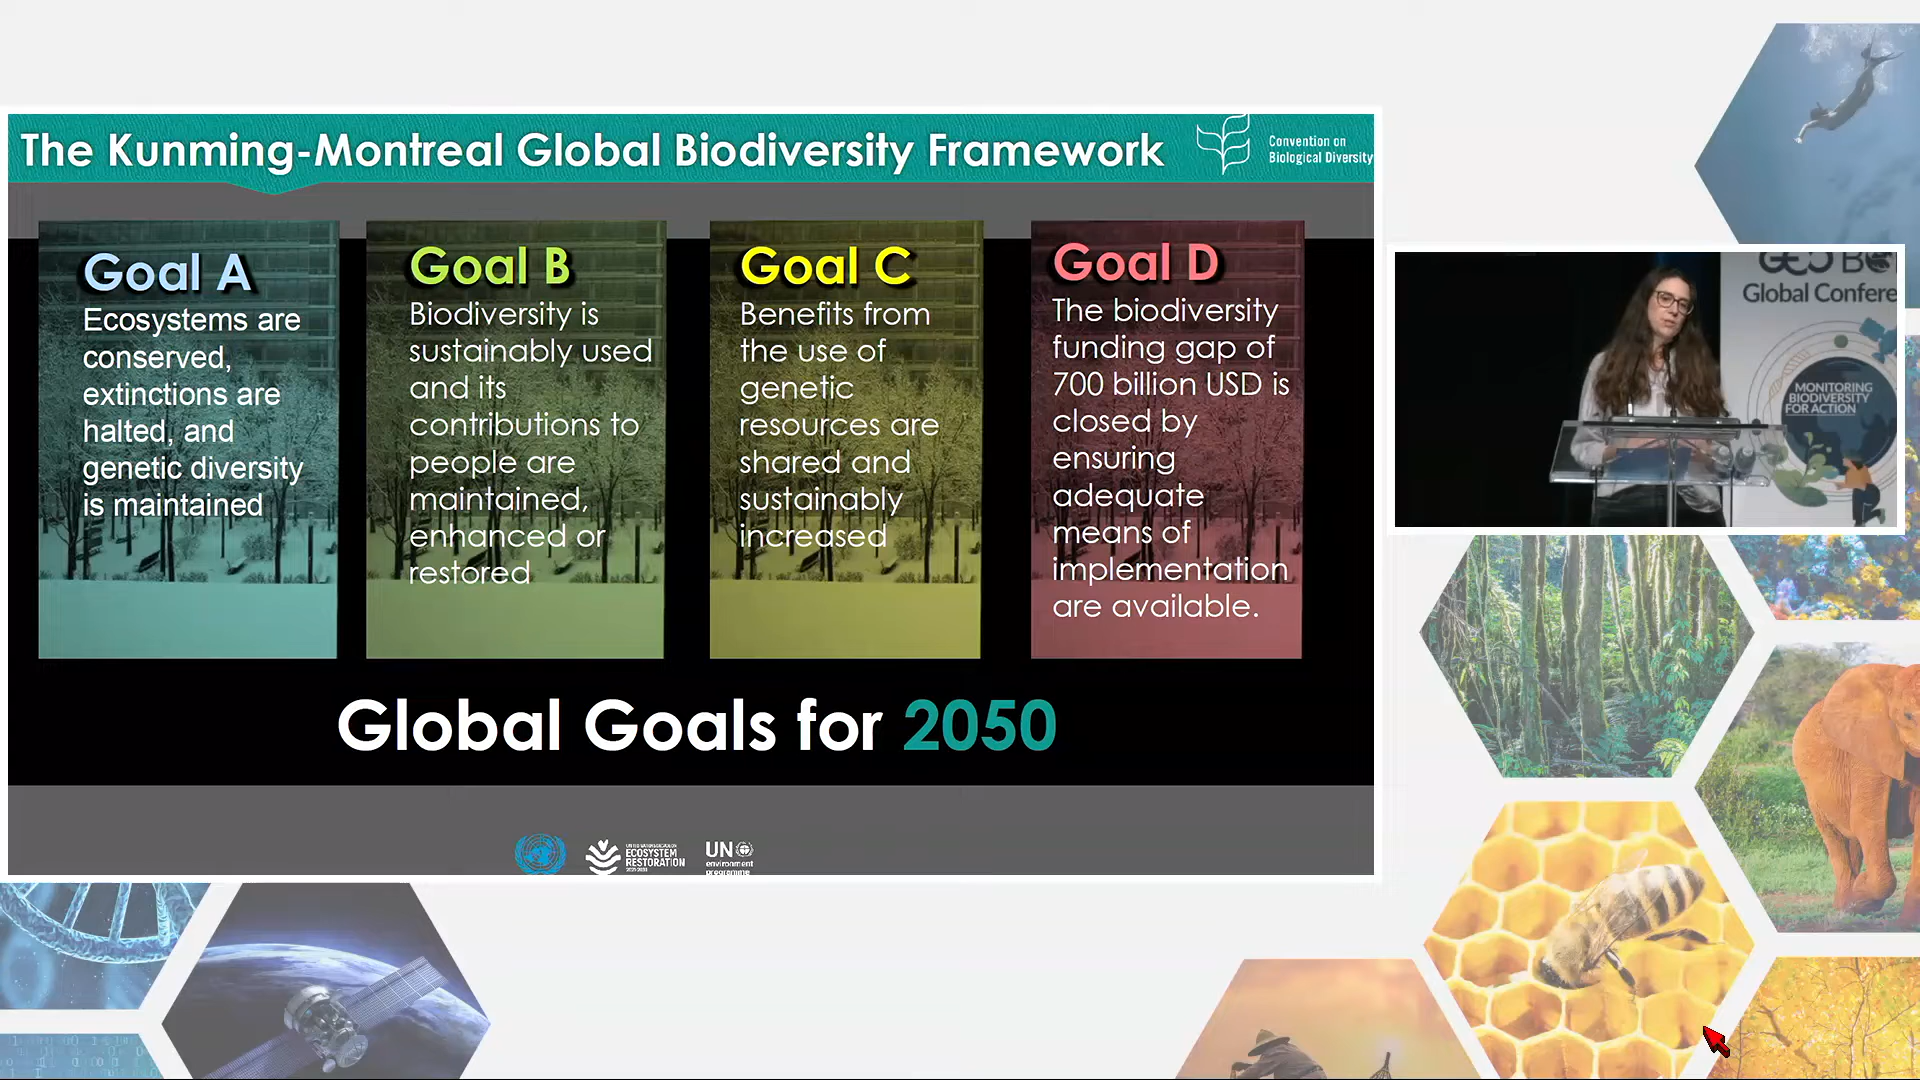 The Kunming-Montreal Global Biodiversity Framework
Convention on
Biological Diversity
Goal A
Ecosystems are
conserved,
extinctions are
halted, and
genetic diversity
is maintained
Goal B
Biodiversity is
sustainably used
and its
contributions to
people are
maintained,
enhanced or
restored
Goal C
Benefits from
the use of
genetic
resources are
shared and
sustainably
increased
Goal D
The biodiversity
funding gap of
700 billion USD is
closed by
ensuring
adequate
means of
implementation
are available.
Global Goals for 2050
ECOSYSTEM
RESTORATION
UN
environment
programme
GEO BO
Global Confere
MONITORING
BIODIVERSITY
FOR ACTION